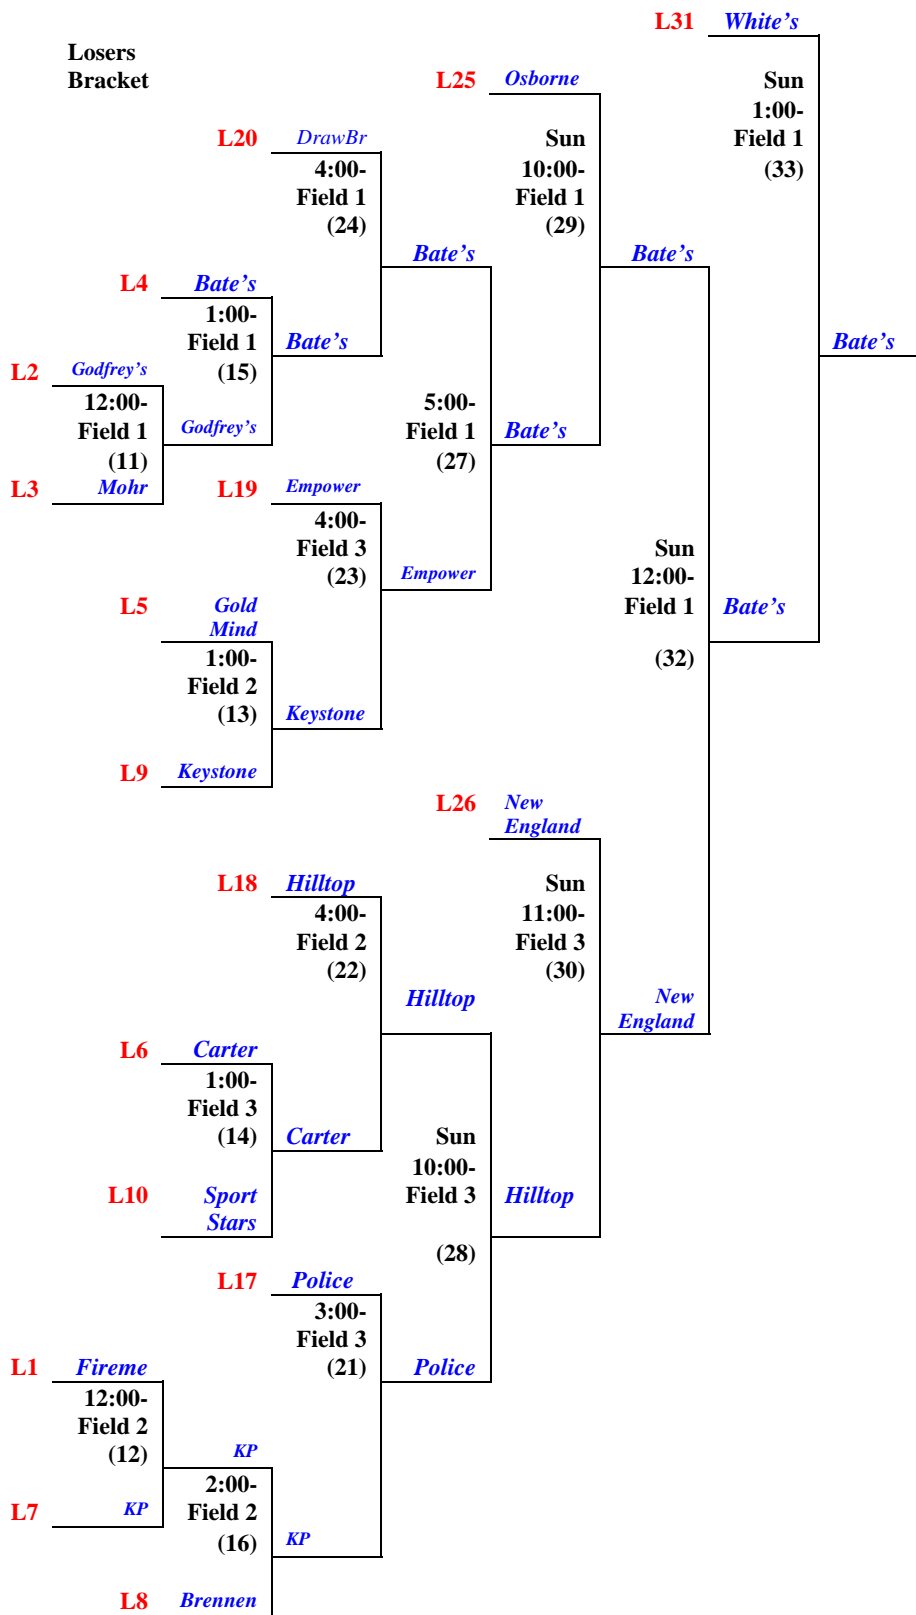 L31 White's
Losers
Bracket
L25 Osborne
Sun
1:00-
Field 1
(33)
L20 DrawBr
Sun
10:00-
Field 1
(29)
4:00-
Field 1
(24)
Bate's
Bate's
L4 Bate's
1:00-
Field 1
(15)
Bate's
Bate's
L2 Godfrey's
12:00-
Field 1
(11)
Godfrey's
5:00-
Field 1
(27)
Bate's
L3 Mohr
L19 Empower
4:00-
Field 3
(23)
Empower
Sun
12:00-
Field 1
(32)
Bate's
L5 Gold
Mind
1:00-
Field 2
(13)
Keystone
L9 Keystone
L26 New
England
L18 Hilltop
4:00-
Field 2
(22)
Sun
11:00-
Field 3
(30)
Hilltop
New
England
L6 Carter
1:00-
Field 3
(14)
Carter
Sun
10:00-
Field 3
(28)
Hilltop
L10 Sport
Stars
L17 Police
3:00-
Field 3
(21)
Police
L1 Fireme
12:00-
Field 2
(12)
KP
L7 KP
2:00-
Field 2
(16)
KP
L8 Brennen